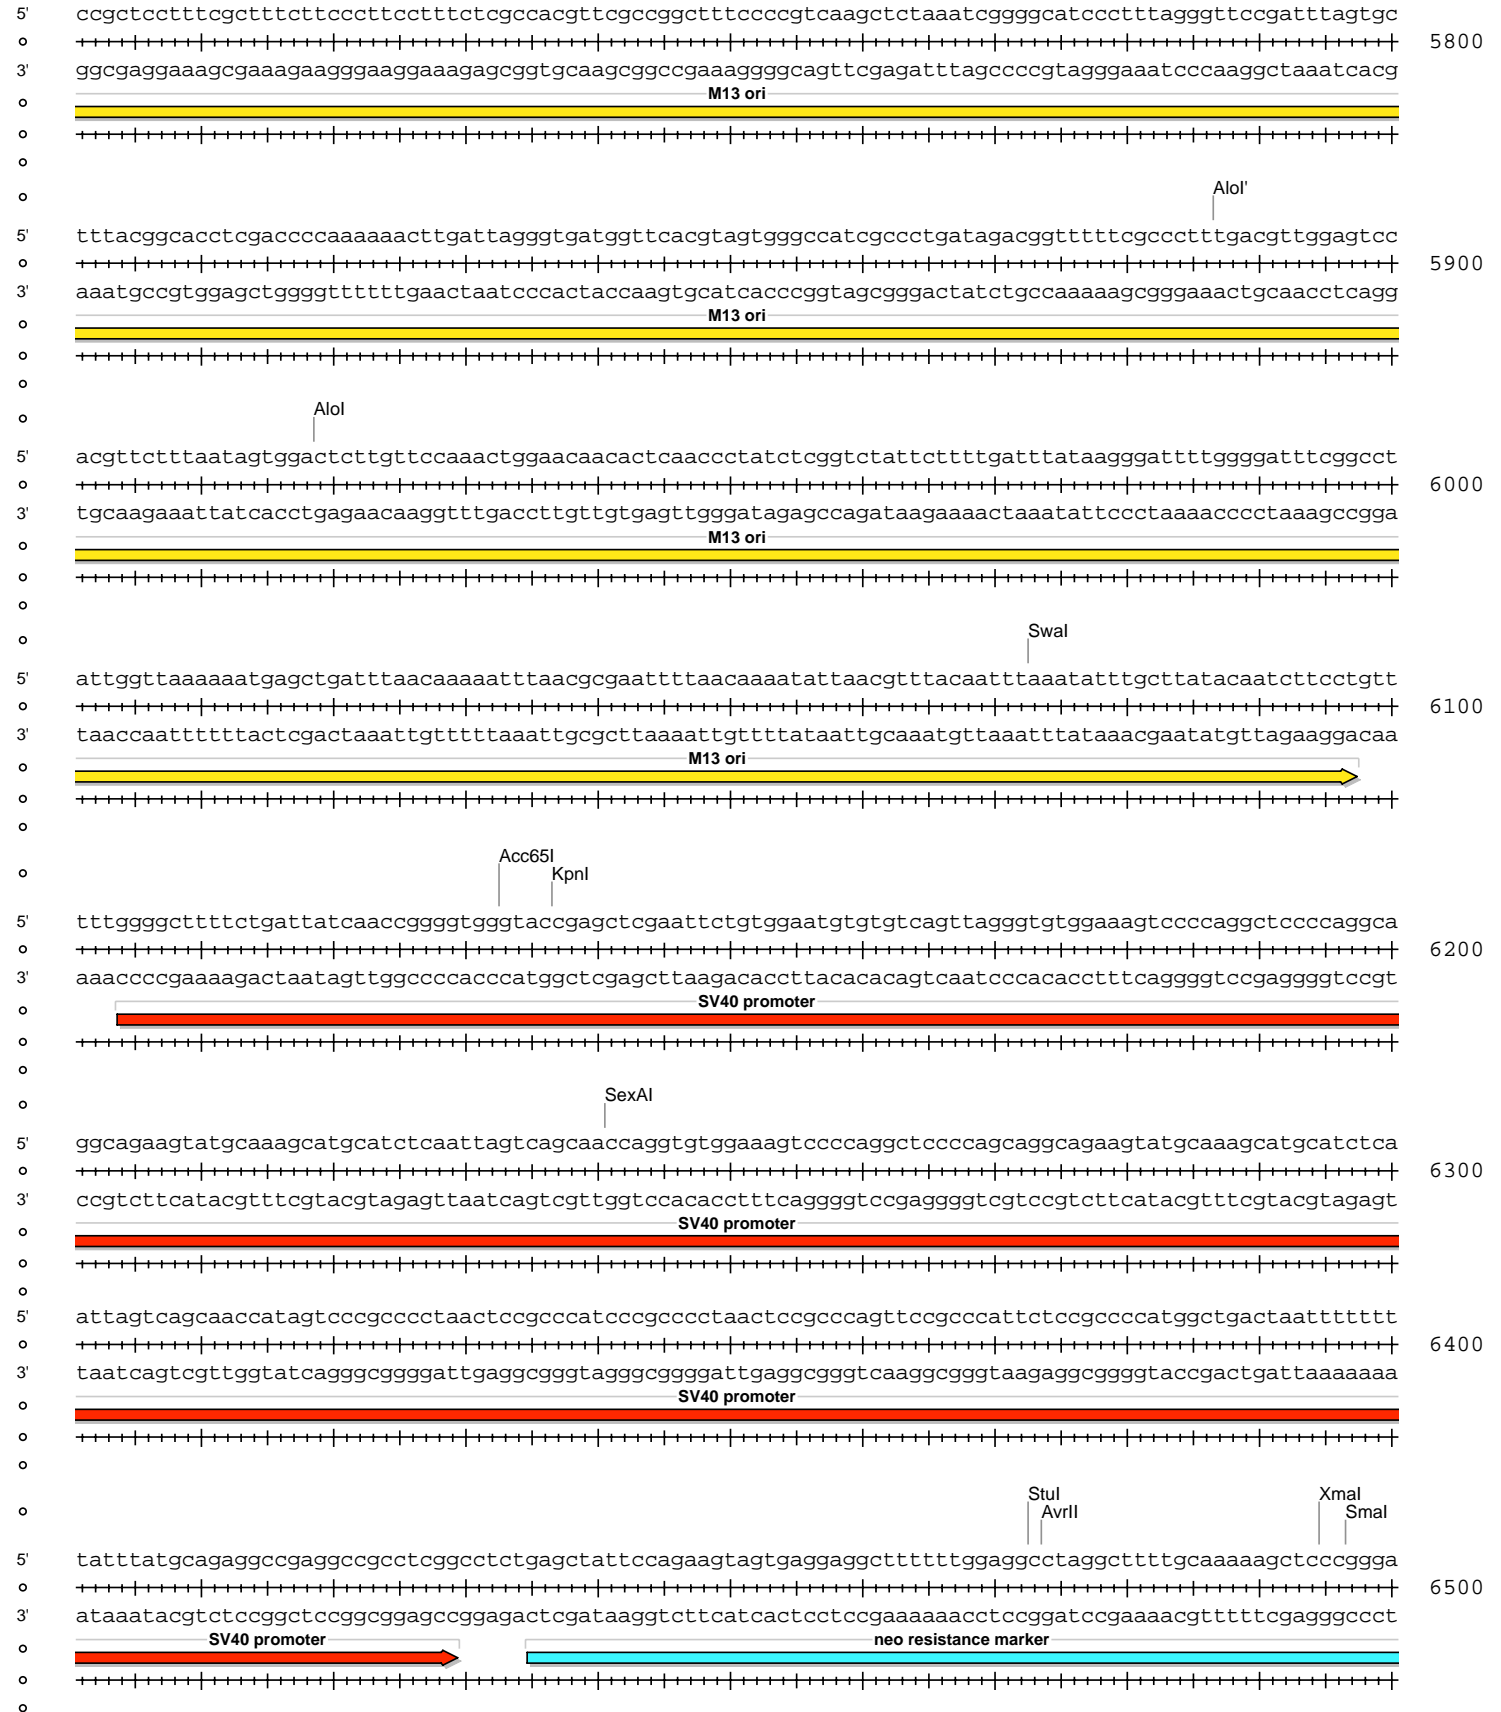 5' ccgctcctttcgctttcttcccttcctttctcgccacgttcgccggctttccccgtcaagctctaaatcggggcatccctttagggttccgatttagtgc
5800
3' ggcgaggaaagcgaaagaagggaaggaaagagcggtgcaagcggccgaaaggggcagttcgagatttagccccgtagggaaatcccaaggctaaatcacg
M13 ori
AloI'
5' tttacggcacctcgaccccaaaaaacttgattagggtgatggttcacgtagtgggccatcgccctgatagacggtttttcgccctttgacgttggagtcc
5900
3' aaatgccgtggagctggggttttttgaactaatcccactaccaagtgcatcacccggtagcgggactatctgccaaaaagcgggaaactgcaacctcagg
M13 ori
AloI
5' acgttctttaatagtggactcttgttccaaactggaacaacactcaaccctatctcggtctattcttttgatttataagggattttggggatttcggcct
6000
3' tgcaagaaattatcacctgagaacaaggtttgaccttgttgtgagttgggatagagccagataagaaaactaaatattccctaaaacccctaaagccgga
M13 ori
SwaI
5' attggttaaaaaatgagctgatttaacaaaaatttaacgcgaattttaacaaaatattaacgtttacaatttaaatatttgcttatacaatcttcctgtt
6100
3' taaccaattttttactcgactaaattgtttttaaattgcgcttaaaattgttttataattgcaaatgttaaatttataaacgaatatgttagaaggacaa
M13 ori
Acc65I
KpnI
5' tttggggcttttctgattatcaaccggggtgggtaccgagctcgaattctgtggaatgtgtgtcagttagggtgtggaaagtccccaggctccccaggca
6200
3' aaaccccgaaaagactaatagttggccccacccatggctcgagcttaagacaccttacacacagtcaatcccacacctttcaggggtccgaggggtccgt
SV40 promoter
SexAI
5' ggcagaagtatgcaaagcatgcatctcaattagtcagcaaccaggtgtggaaagtccccaggctccccagcaggcagaagtatgcaaagcatgcatctca
6300
3' ccgtcttcatacgtttcgtacgtagagttaatcagtcgttggtccacacctttcaggggtccgaggggtcgtccgtcttcatacgtttcgtacgtagagt
SV40 promoter
5' attagtcagcaaccatagtcccgcccctaactccgcccatcccgcccctaactccgcccagttccgcccattctccgccccatggctgactaattttttt
6400
3' taatcagtcgttggtatcagggcggggattgaggcgggtagggcggggattgaggcgggtcaaggcgggtaagaggcggggtaccgactgattaaaaaaa
SV40 promoter
StuI
AvrII
XmaI
SmaI
5' tatttatgcagaggccgaggccgcctcggcctctgagctattccagaagtagtgaggaggcttttttggaggcctaggcttttgcaaaaagctcccggga
6500
3' ataaatacgtctccggctccggcggagccggagactcgataaggtcttcatcactcctccgaaaaaacctccggatccgaaaacgtttttcgagggccct
SV40 promoter
neo resistance marker